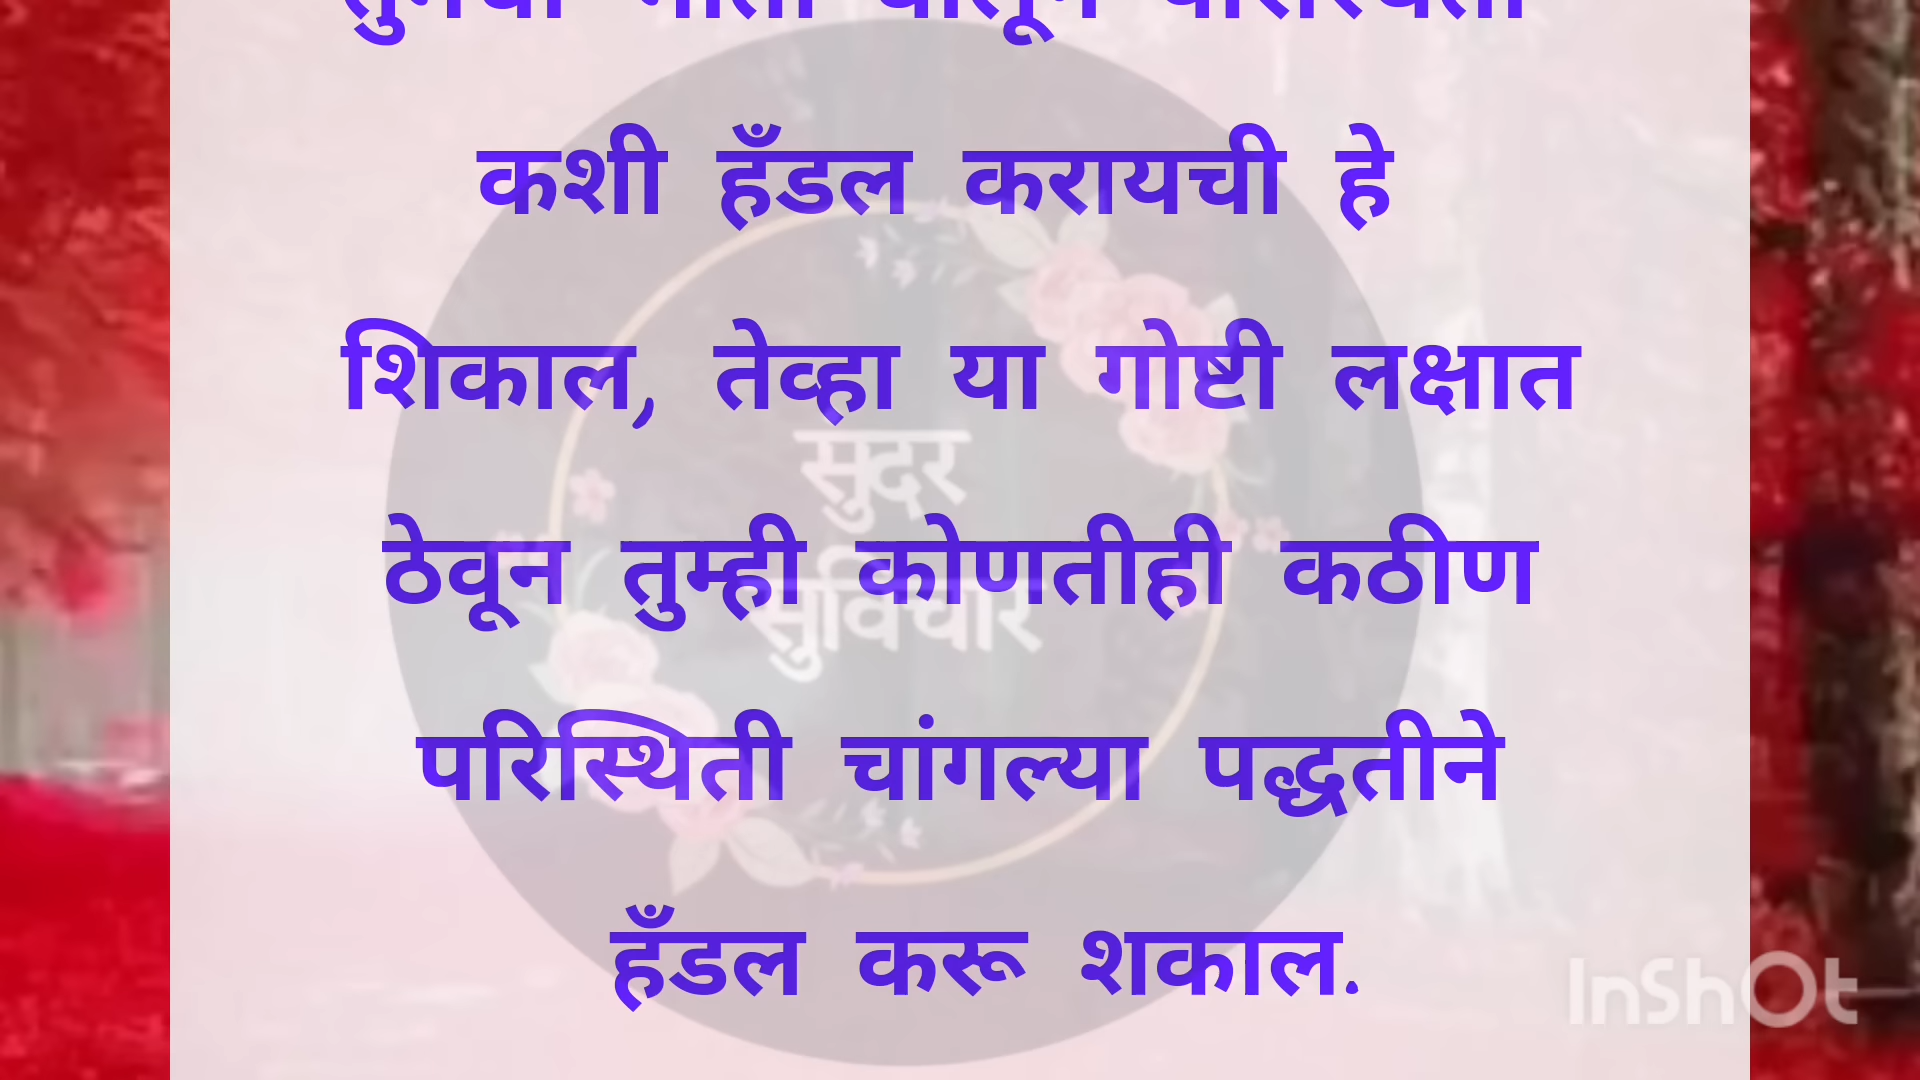 कशी हँडल करायची हे
शिकाल, तेव्हा या गोष्टी लक्षात
सुदर
ठेवून तुम्ही कोणतीही कठीण
सुविचार
परिस्थिती चांगल्या पद्धतीने
हँडल करू शकाल.
InShOt